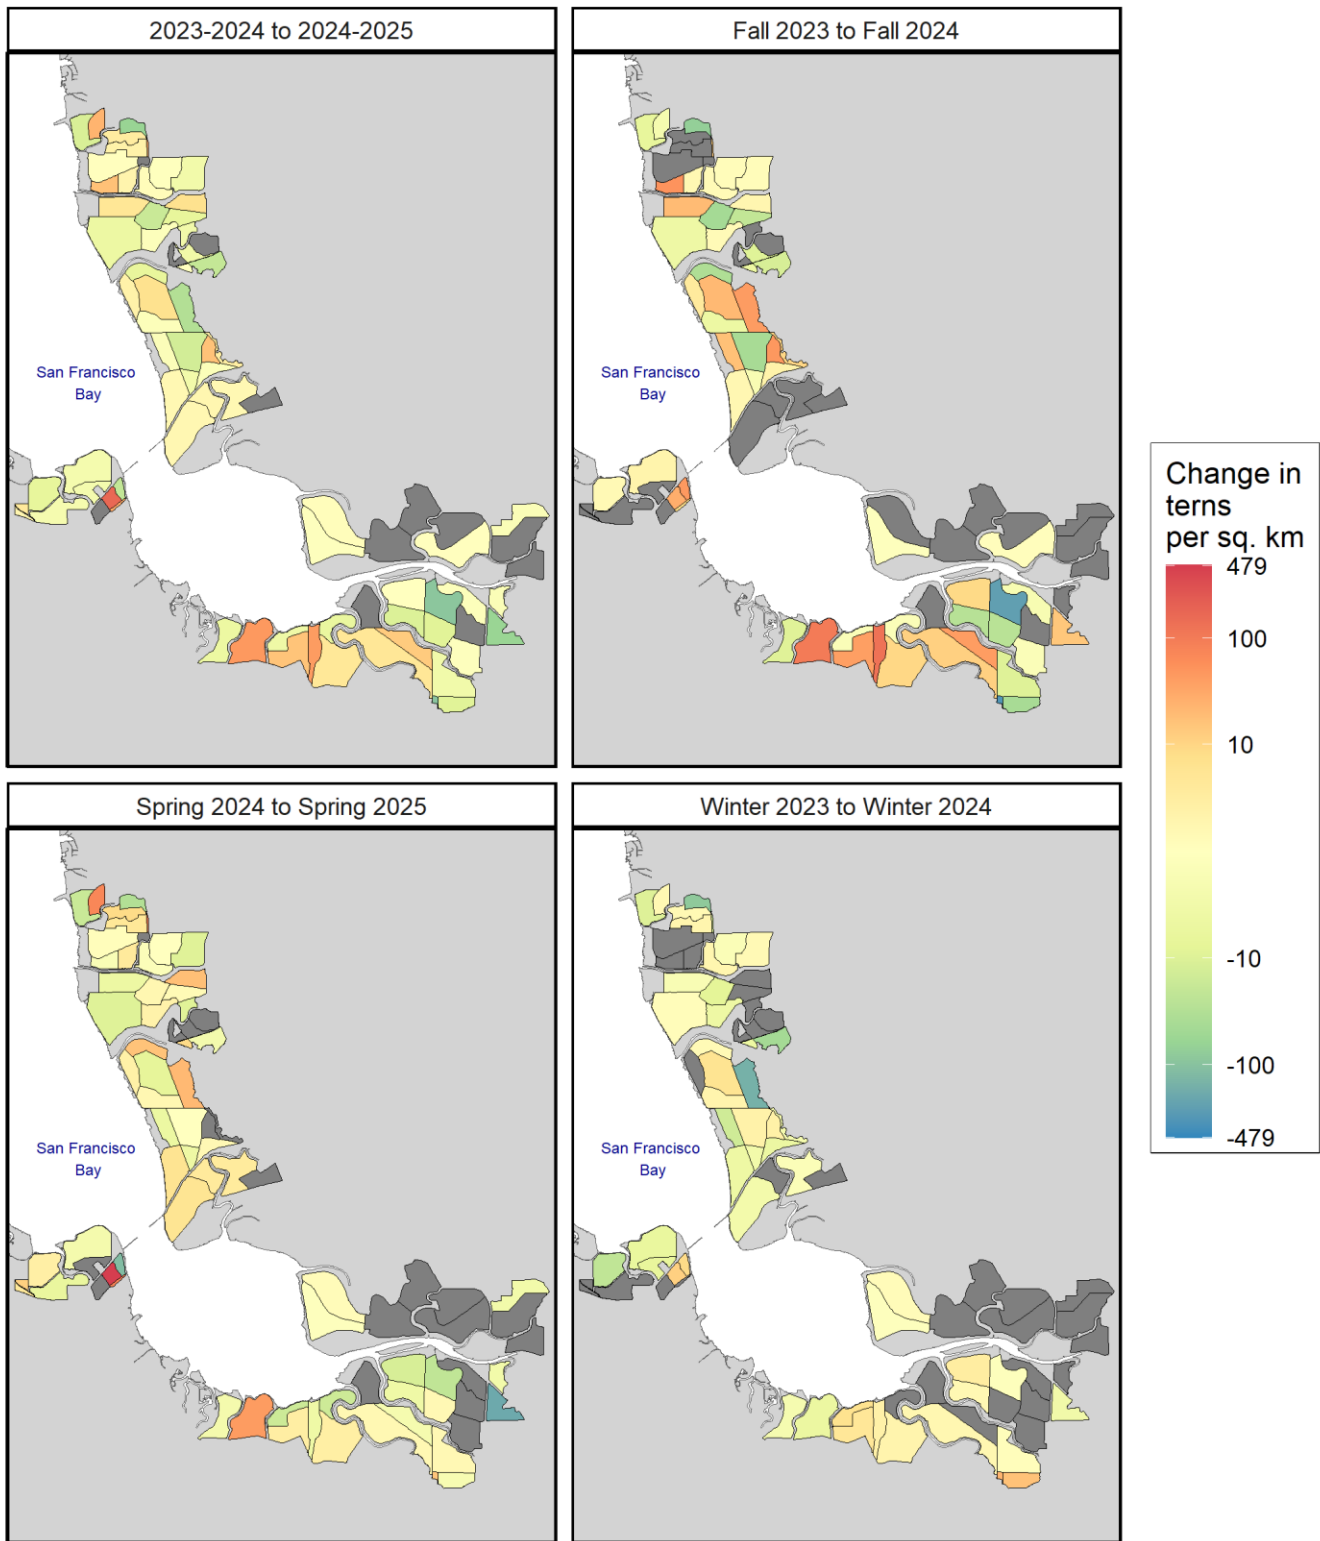 2023-2024 to 2024-2025
Fall 2023 to Fall 2024
San Francisco
Bay
San Francisco
Bay
Change in
terns
per sq. km
479
100
10
-10
-100
-479
Spring 2024 to Spring 2025
Winter 2023 to Winter 2024
San Francisco
Bay
San Francisco
Bay